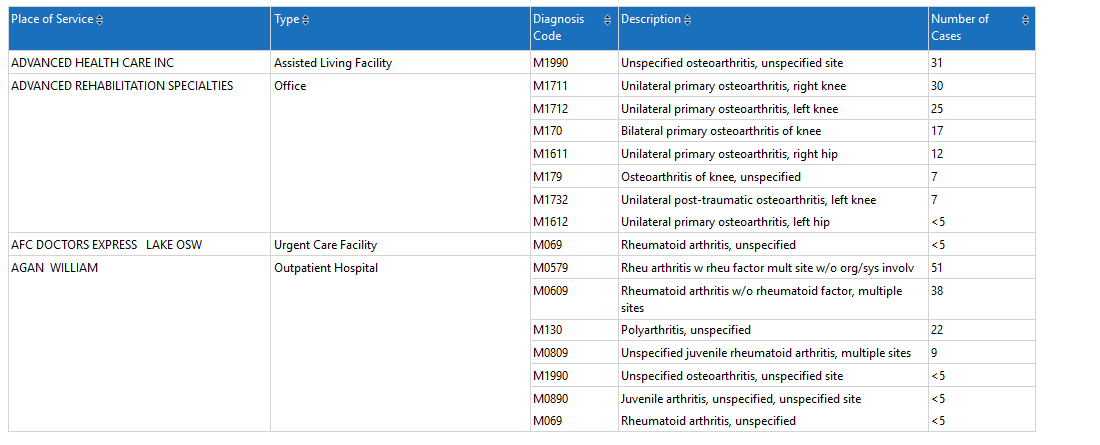 Place of Service Type Diagnosis Code Description Number of Cases
ADVANCED HEALTH CARE INC Assisted Living Facility M1990 Unspecified osteoarthritis, unspecified site 31
ADVANCED REHABILITATION SPECIALTIES Office M1711 Unilateral primary osteoarthritis, right knee 30
M1712 Unilateral primary osteoarthritis, left knee 25
M170 Bilateral primary osteoarthritis of knee 17
M1611 Unilateral primary osteoarthritis, right hip 12
M179 Osteoarthritis of knee, unspecified 7
M1732 Unilateral post-traumatic osteoarthritis, left knee 7
M1612 Unilateral primary osteoarthritis, left hip <5
AFC DOCTORS EXPRESS LAKE OSW Urgent Care Facility M069 Rheumatoid arthritis, unspecified <5
AGAN WILLIAM Outpatient Hospital M0579 Rheu arthritis w rheu factor mult site w/o org/sys involv 51
M0609 Rheumatoid arthritis w/o rheumatoid factor, multiple sites 38
M130 Polyarthritis, unspecified 22
M0809 Unspecified juvenile rheumatoid arthritis, multiple sites 9
M1990 Unspecified osteoarthritis, unspecified site <5
M0890 Juvenile arthritis, unspecified, unspecified site <5
M069 Rheumatoid arthritis, unspecified <5